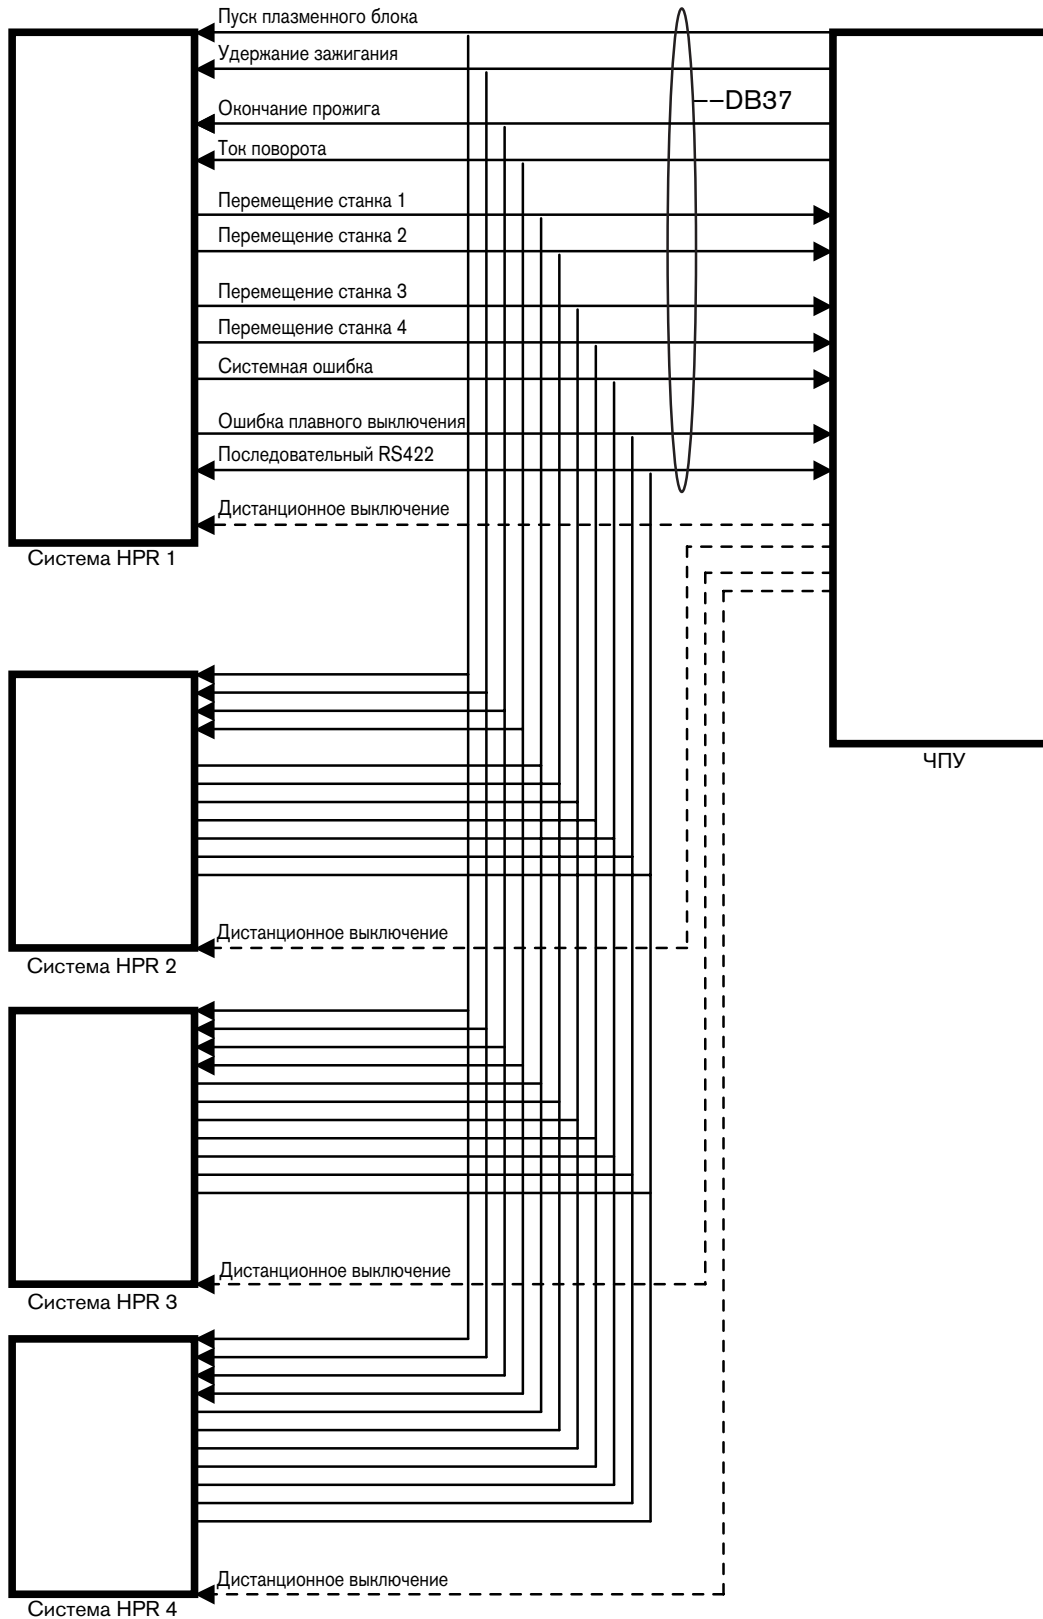 Пуск плазменного блока
Удержание зажигания
--DB37
Окончание прожига
Ток поворота
Перемещение станка 1
Перемещение станка 2
Перемещение станка 3
Перемещение станка 4
Системная ошибка
Ошибка плавного выключения
Последовательный RS422
Дистанционное выключение
Система HPR 1
ЧПУ
Дистанционное выключение
Система HPR 2
Дистанционное выключение
Система HPR 3
Дистанционное выключение
Система HPR 4